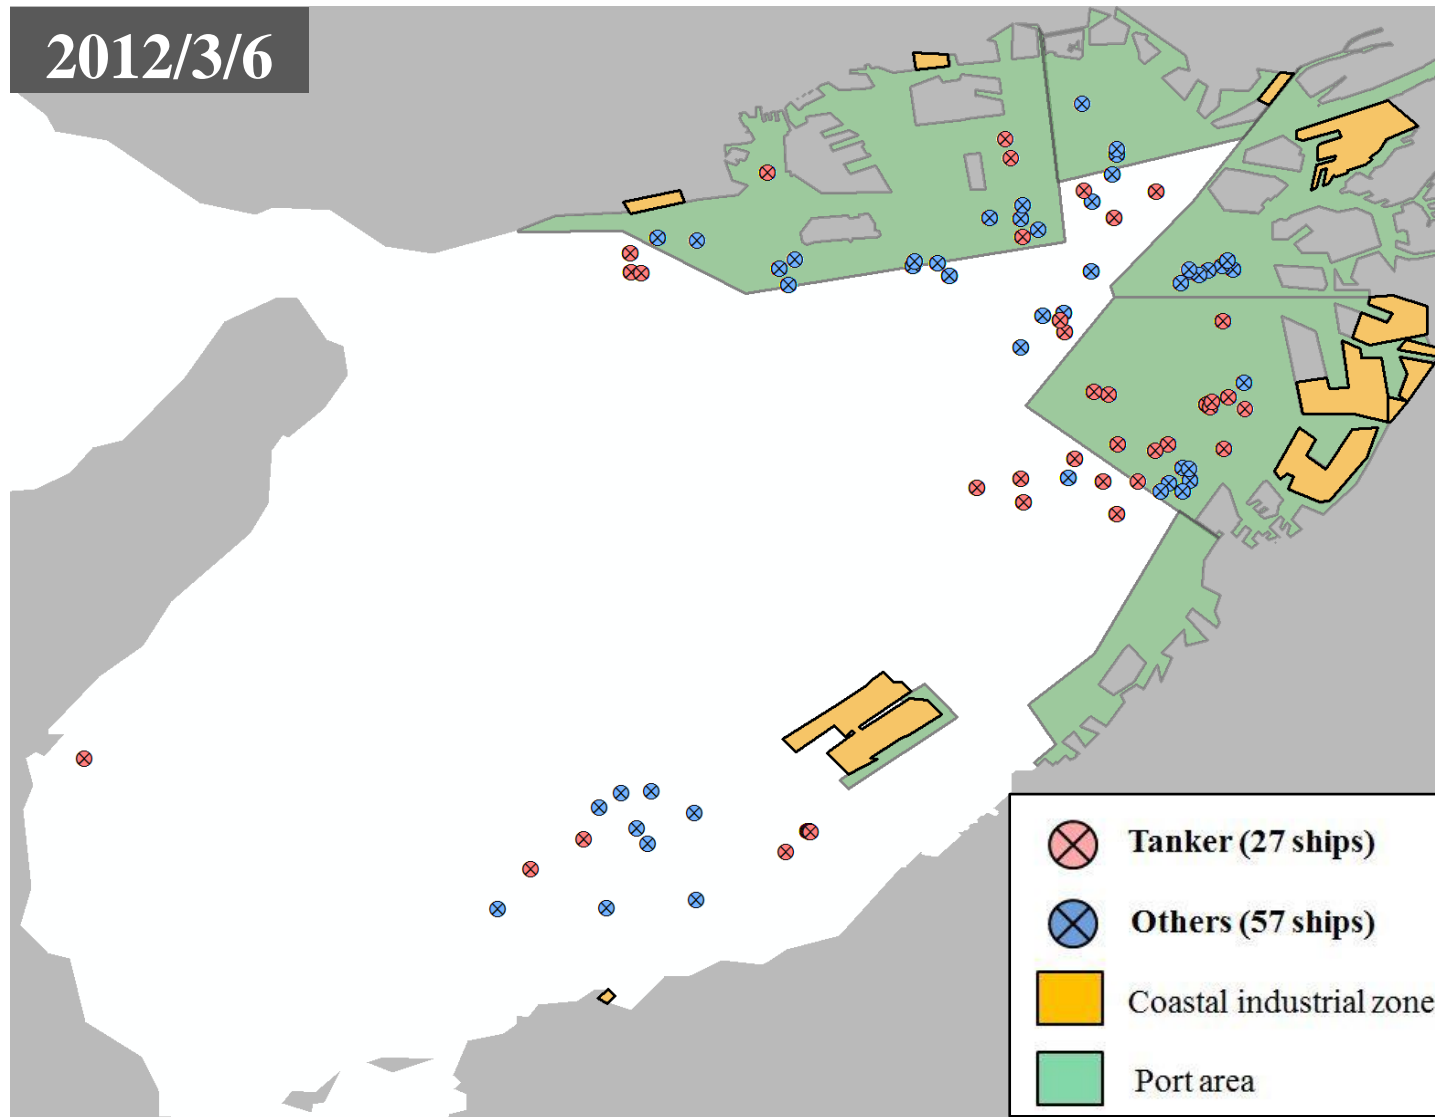 2012/3/6
Tanker (27 ships)
Others (57 ships)
Coastal industrial zone
Port area